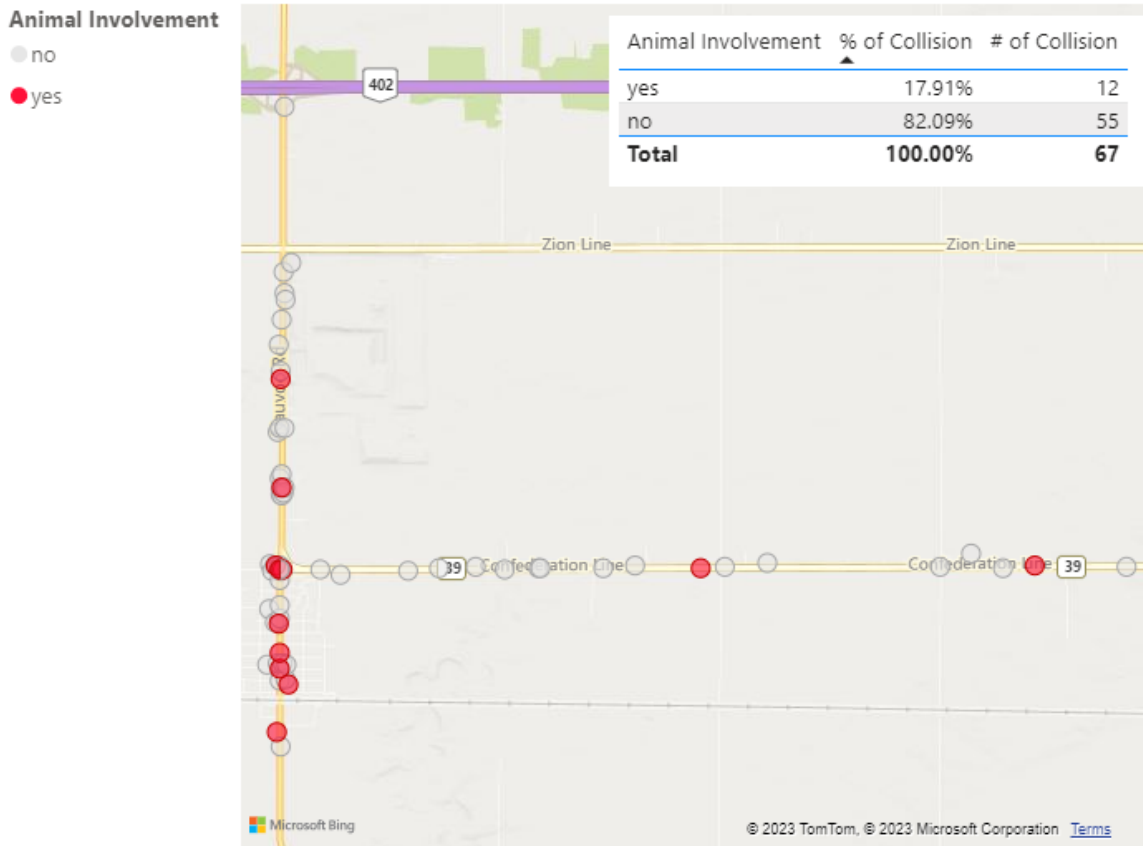 Animal Involvement
no
yes
Animal Involvement % of Collision # of Collision
yes 17.91% 12
no 82.09% 55
Total 100.00% 67
402
Zion Line Zion Line
39 Confederation Line Confederation Line 39
Microsoft Bing
© 2023 TomTom, © 2023 Microsoft Corporation Terms